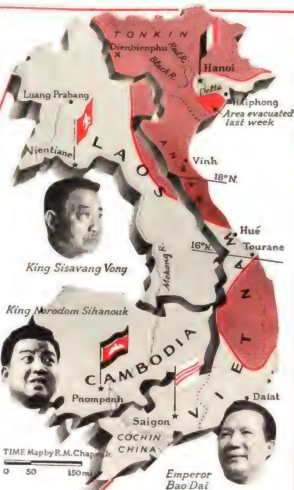 TONKIN
Dienbienphu
Red R.
Black R.
Hanoi
Delta
Haiphong
Area evacuated
last week
Luang Prabang
LAOS
Vientiane
ANNAM
Vinh
18°N.
Hué
16°N.
Tourane
King Sisavang Vong
Mekong R.
King Norodom Sihanouk
CAMBODIA
Pnompenh
VIETNAM
Saigon
Dalat
COCHIN
CHINA
TIME Map by R.M. Chapin, Jr.
0 50 150 mi
Emperor
Bao Dai